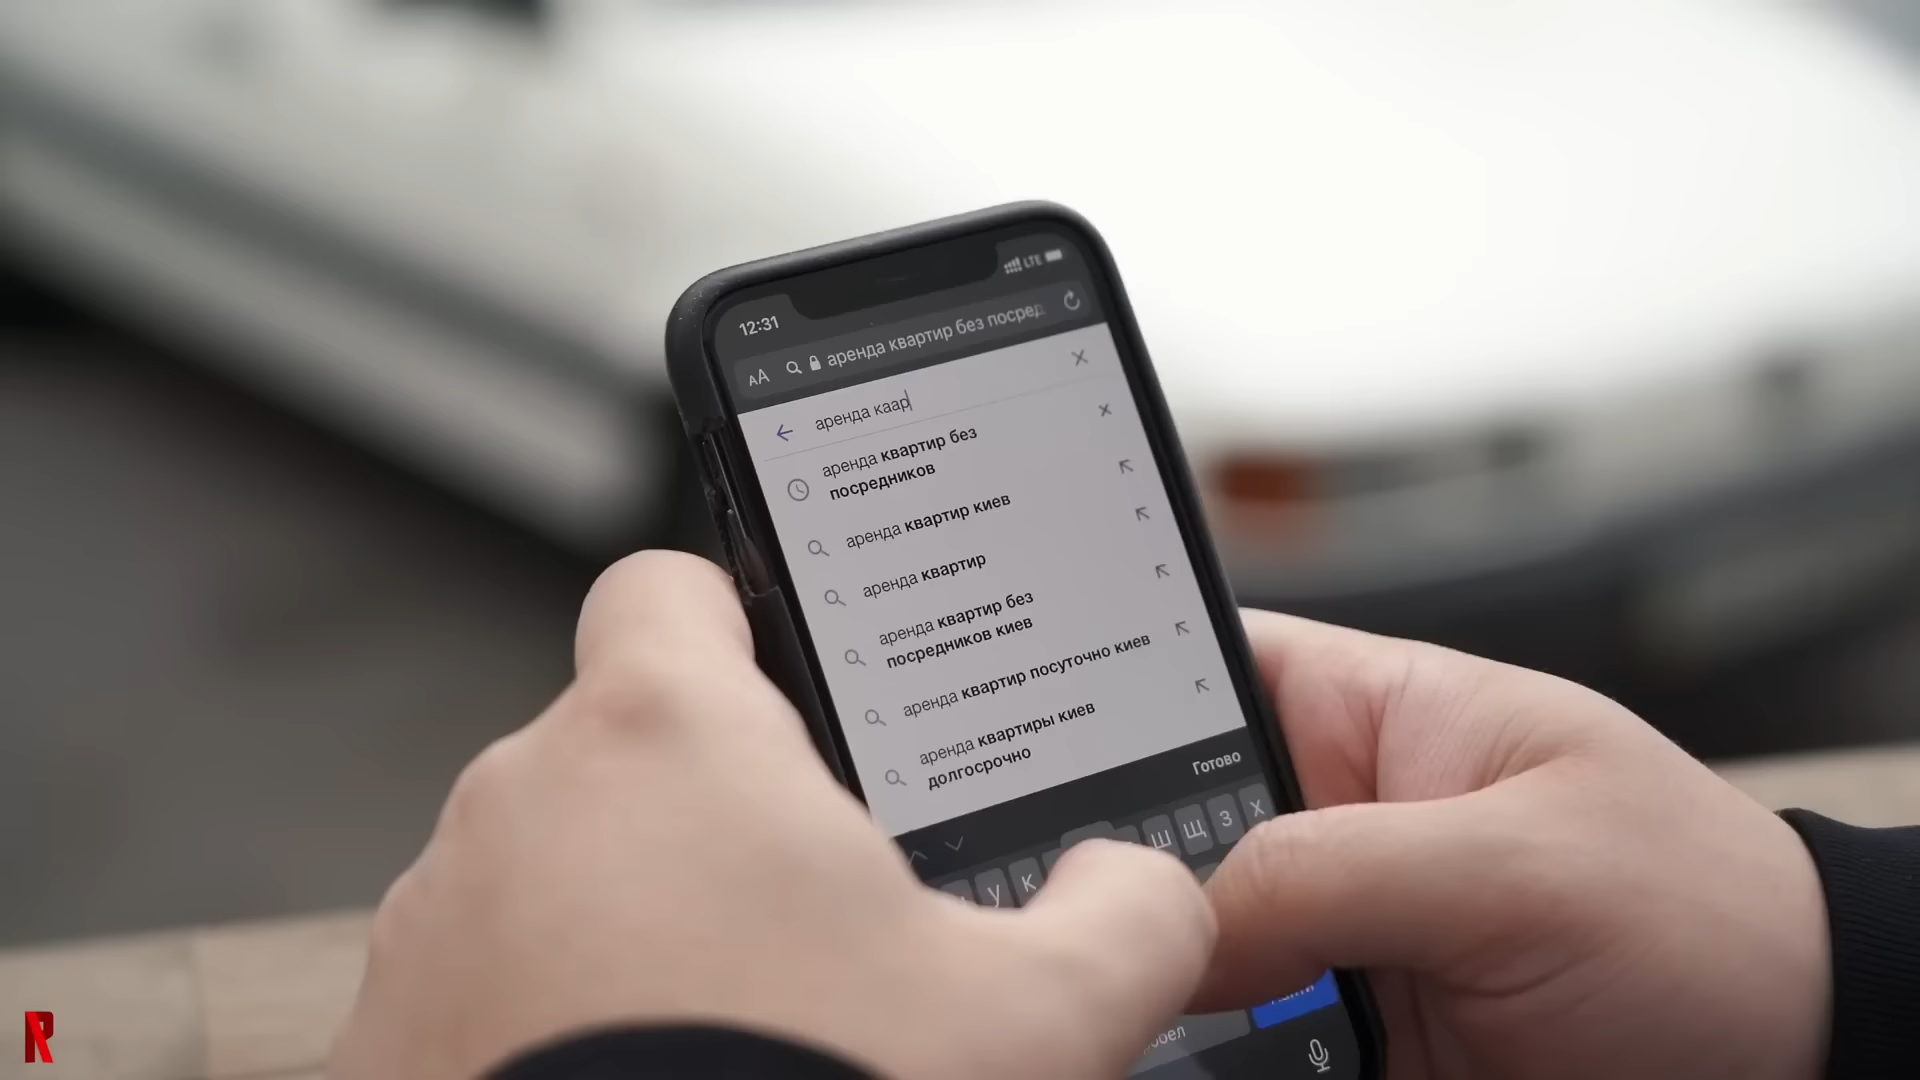 12:31
LTE
AA
аренда квартир без посред
аренда каар
аренда квартир без
посредников
аренда квартир киев
аренда квартир
аренда квартир без
посредников киев
аренда квартир посуточно киев
аренда квартиры киев
долгосрочно
Готово
у к ш щ з х